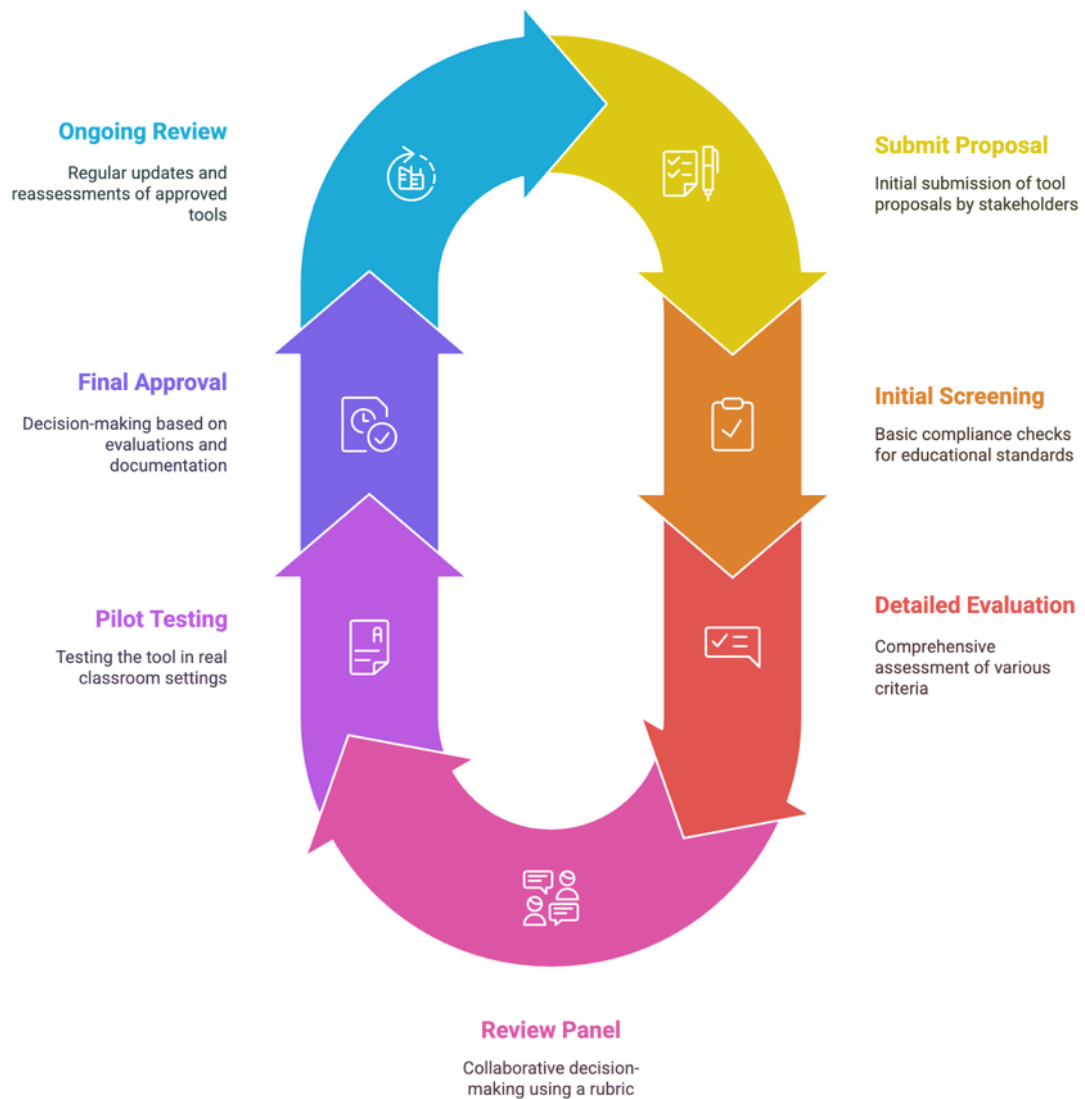 Ongoing Review
Regular updates and
reassessments of approved
tools
Submit Proposal
Initial submission of tool
proposals by stakeholders
Final Approval
Decision-making based on
evaluations and
documentation
Initial Screening
Basic compliance checks
for educational standards
Pilot Testing
Testing the tool in real
classroom settings
A
Detailed Evaluation
Comprehensive
assessment of various
criteria
Review Panel
Collaborative decision-
making using a rubric